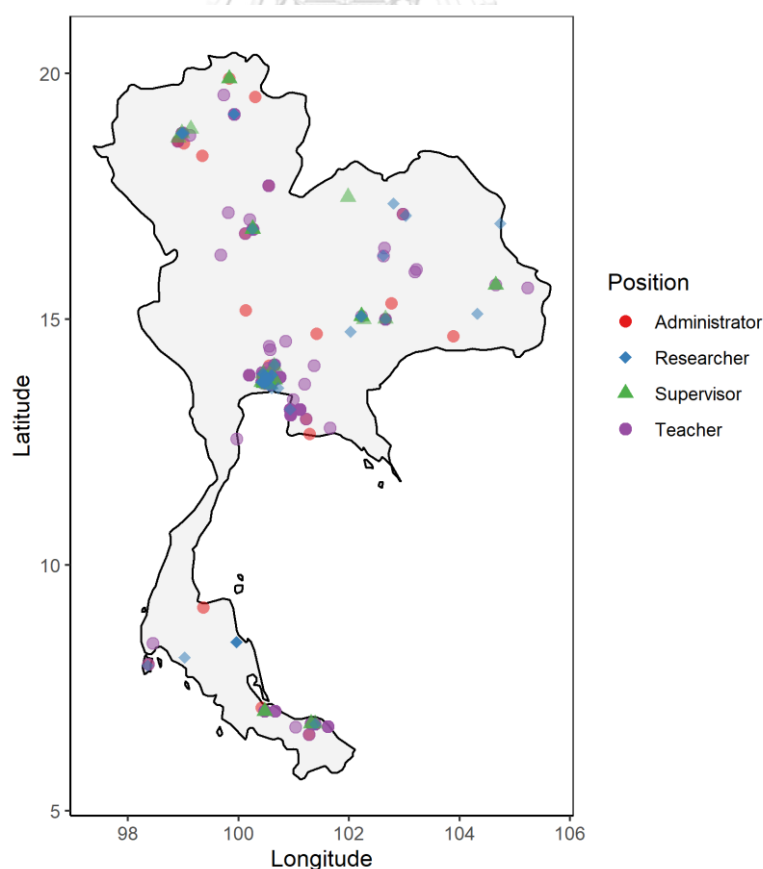 20
15
10
5
98
100
102
104
106
Latitude
Longitude
Position
Administrator
Researcher
Supervisor
Teacher